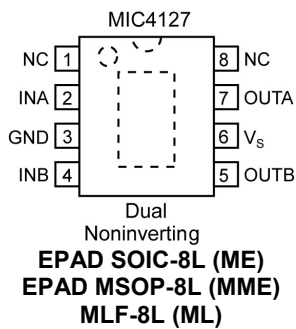 MIC4127
NC 1 8 NC
INA 2 7 OUTA
GND 3 6 VS
INB 4 5 OUTB
Dual
Noninverting
EPAD SOIC-8L (ME)
EPAD MSOP-8L (MME)
MLF-8L (ML)